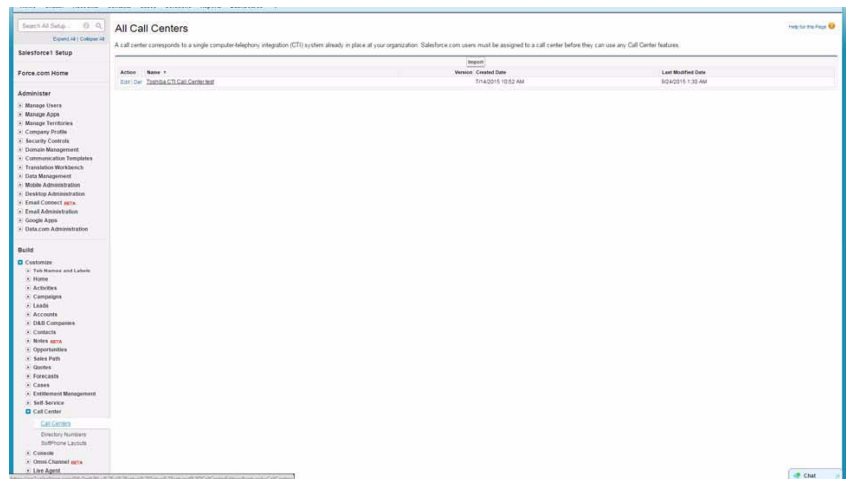 Search All Setup
Expand All | Collapse All
Salesforce1 Setup
Force.com Home
Administer
Manage Users
Manage Apps
Manage Territories
Company Profile
Security Controls
Domain Management
Communication Templates
Translation Workbench
Data Management
Mobile Administration
Desktop Administration
Email Connect BETA
Email Administration
Google Apps
Data.com Administration
Build
Customize
Tab Names and Labels
Home
Activities
Campaigns
Leads
Accounts
D&B Companies
Contacts
Notes BETA
Opportunities
Sales Path
Quotes
Forecasts
Cases
Entitlement Management
Self-Service
Call Center
Call Centers
Directory Numbers
SoftPhone Layouts
Console
Omni-Channel BETA
Live Agent
All Call Centers
Help for this Page
A call center corresponds to a single computer-telephony integration (CTI) system already in place at your organization. Salesforce.com users must be assigned to a call center before they can use any Call Center features.
Import
Action Name Version Created Date Last Modified Date
Edit | Del Toshiba CTI Call Center test 7/14/2015 10:52 AM 9/24/2015 1:30 AM
Chat